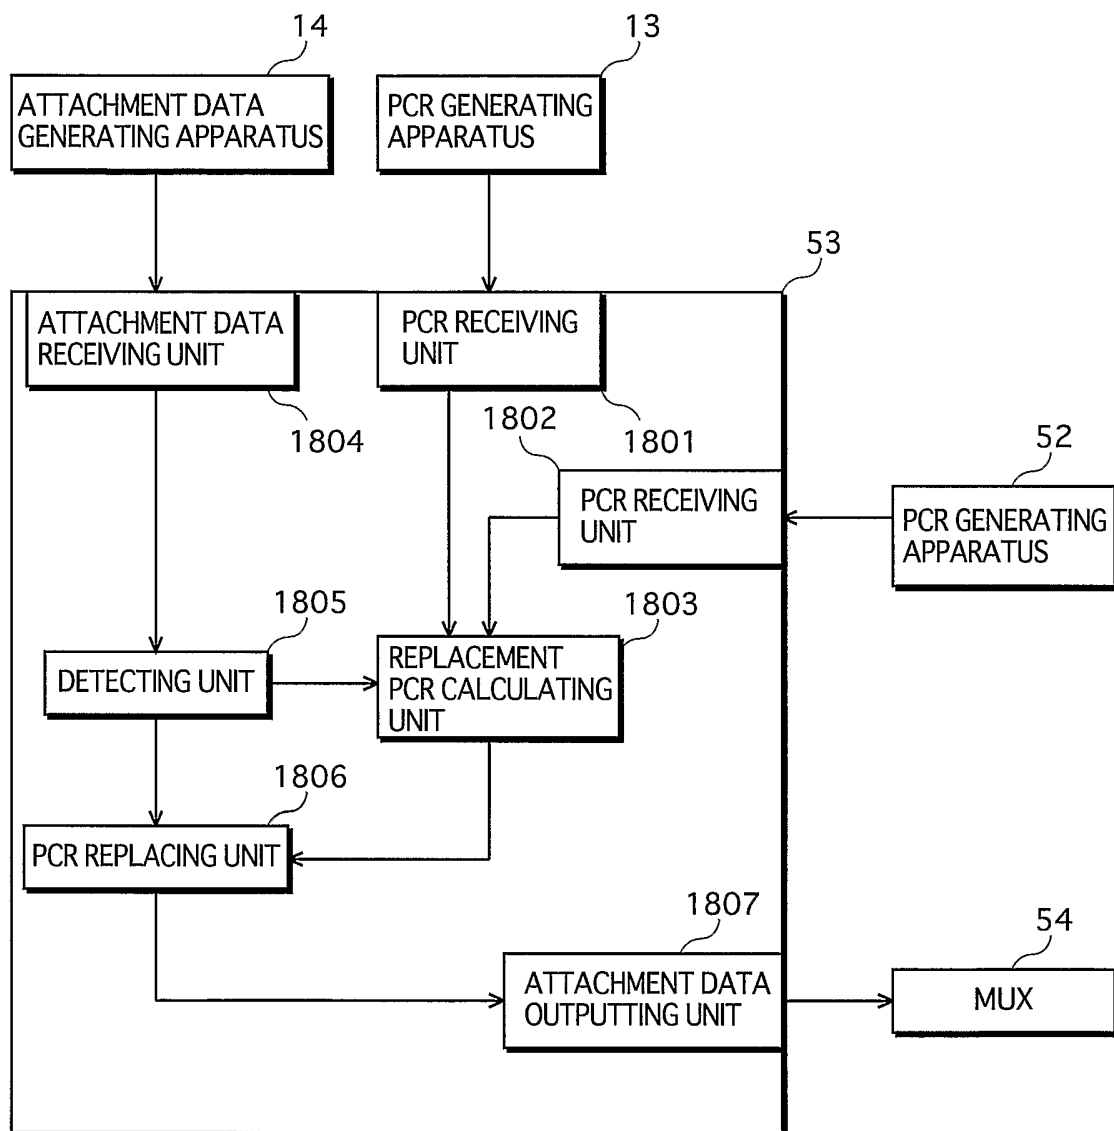 14
13
ATTACHMENT DATA
GENERATING APPARATUS
PCR GENERATING
APPARATUS
53
ATTACHMENT DATA
RECEIVING UNIT
PCR RECEIVING
UNIT
1804
1802
1801
52
PCR RECEIVING
UNIT
PCR GENERATING
APPARATUS
1805
1803
DETECTING UNIT
REPLACEMENT
PCR CALCULATING
UNIT
1806
PCR REPLACING UNIT
1807
54
ATTACHMENT DATA
OUTPUTTING UNIT
MUX